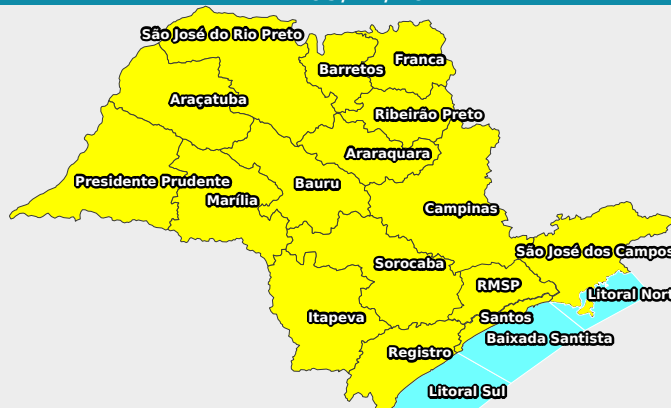 São José do Rio Preto
Franca
Barretos
Araçatuba
Ribeirão Preto
Araraquara
Presidente Prudente
Bauru
Marília
Campinas
São José dos Campos
Sorocaba
RMSP
Litoral Nort
Itapeva
Santos
Baixada Santista
Registro
Litoral Sul